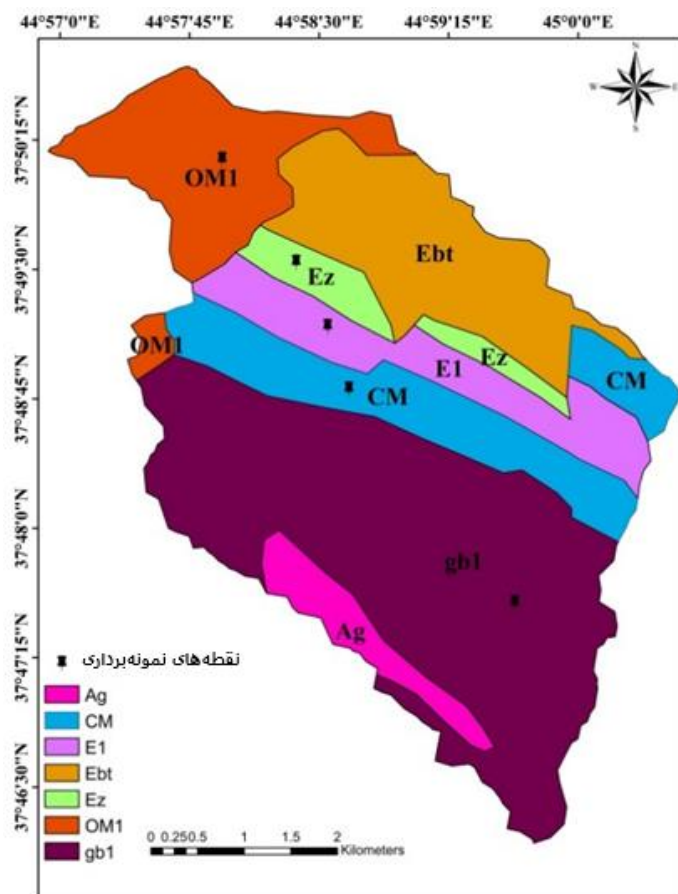 44°57'0"E 44°57'45"E 44°58'30"E 44°59'15"E 45°0'0"E
N
W E
S
37°50'15"N
OM1
Ebt
37°49'30"N
Ez
OM1
E1
Ez
CM
37°48'45"N
CM
37°48'0"N
gb1
Ag
37°47'15"N
نقطه‌های نمونه‌برداری
Ag
CM
E1
Ebt
37°46'30"N
Ez
OM1
gb1
0 0.25 0.5 1 1.5 2
Kilometers